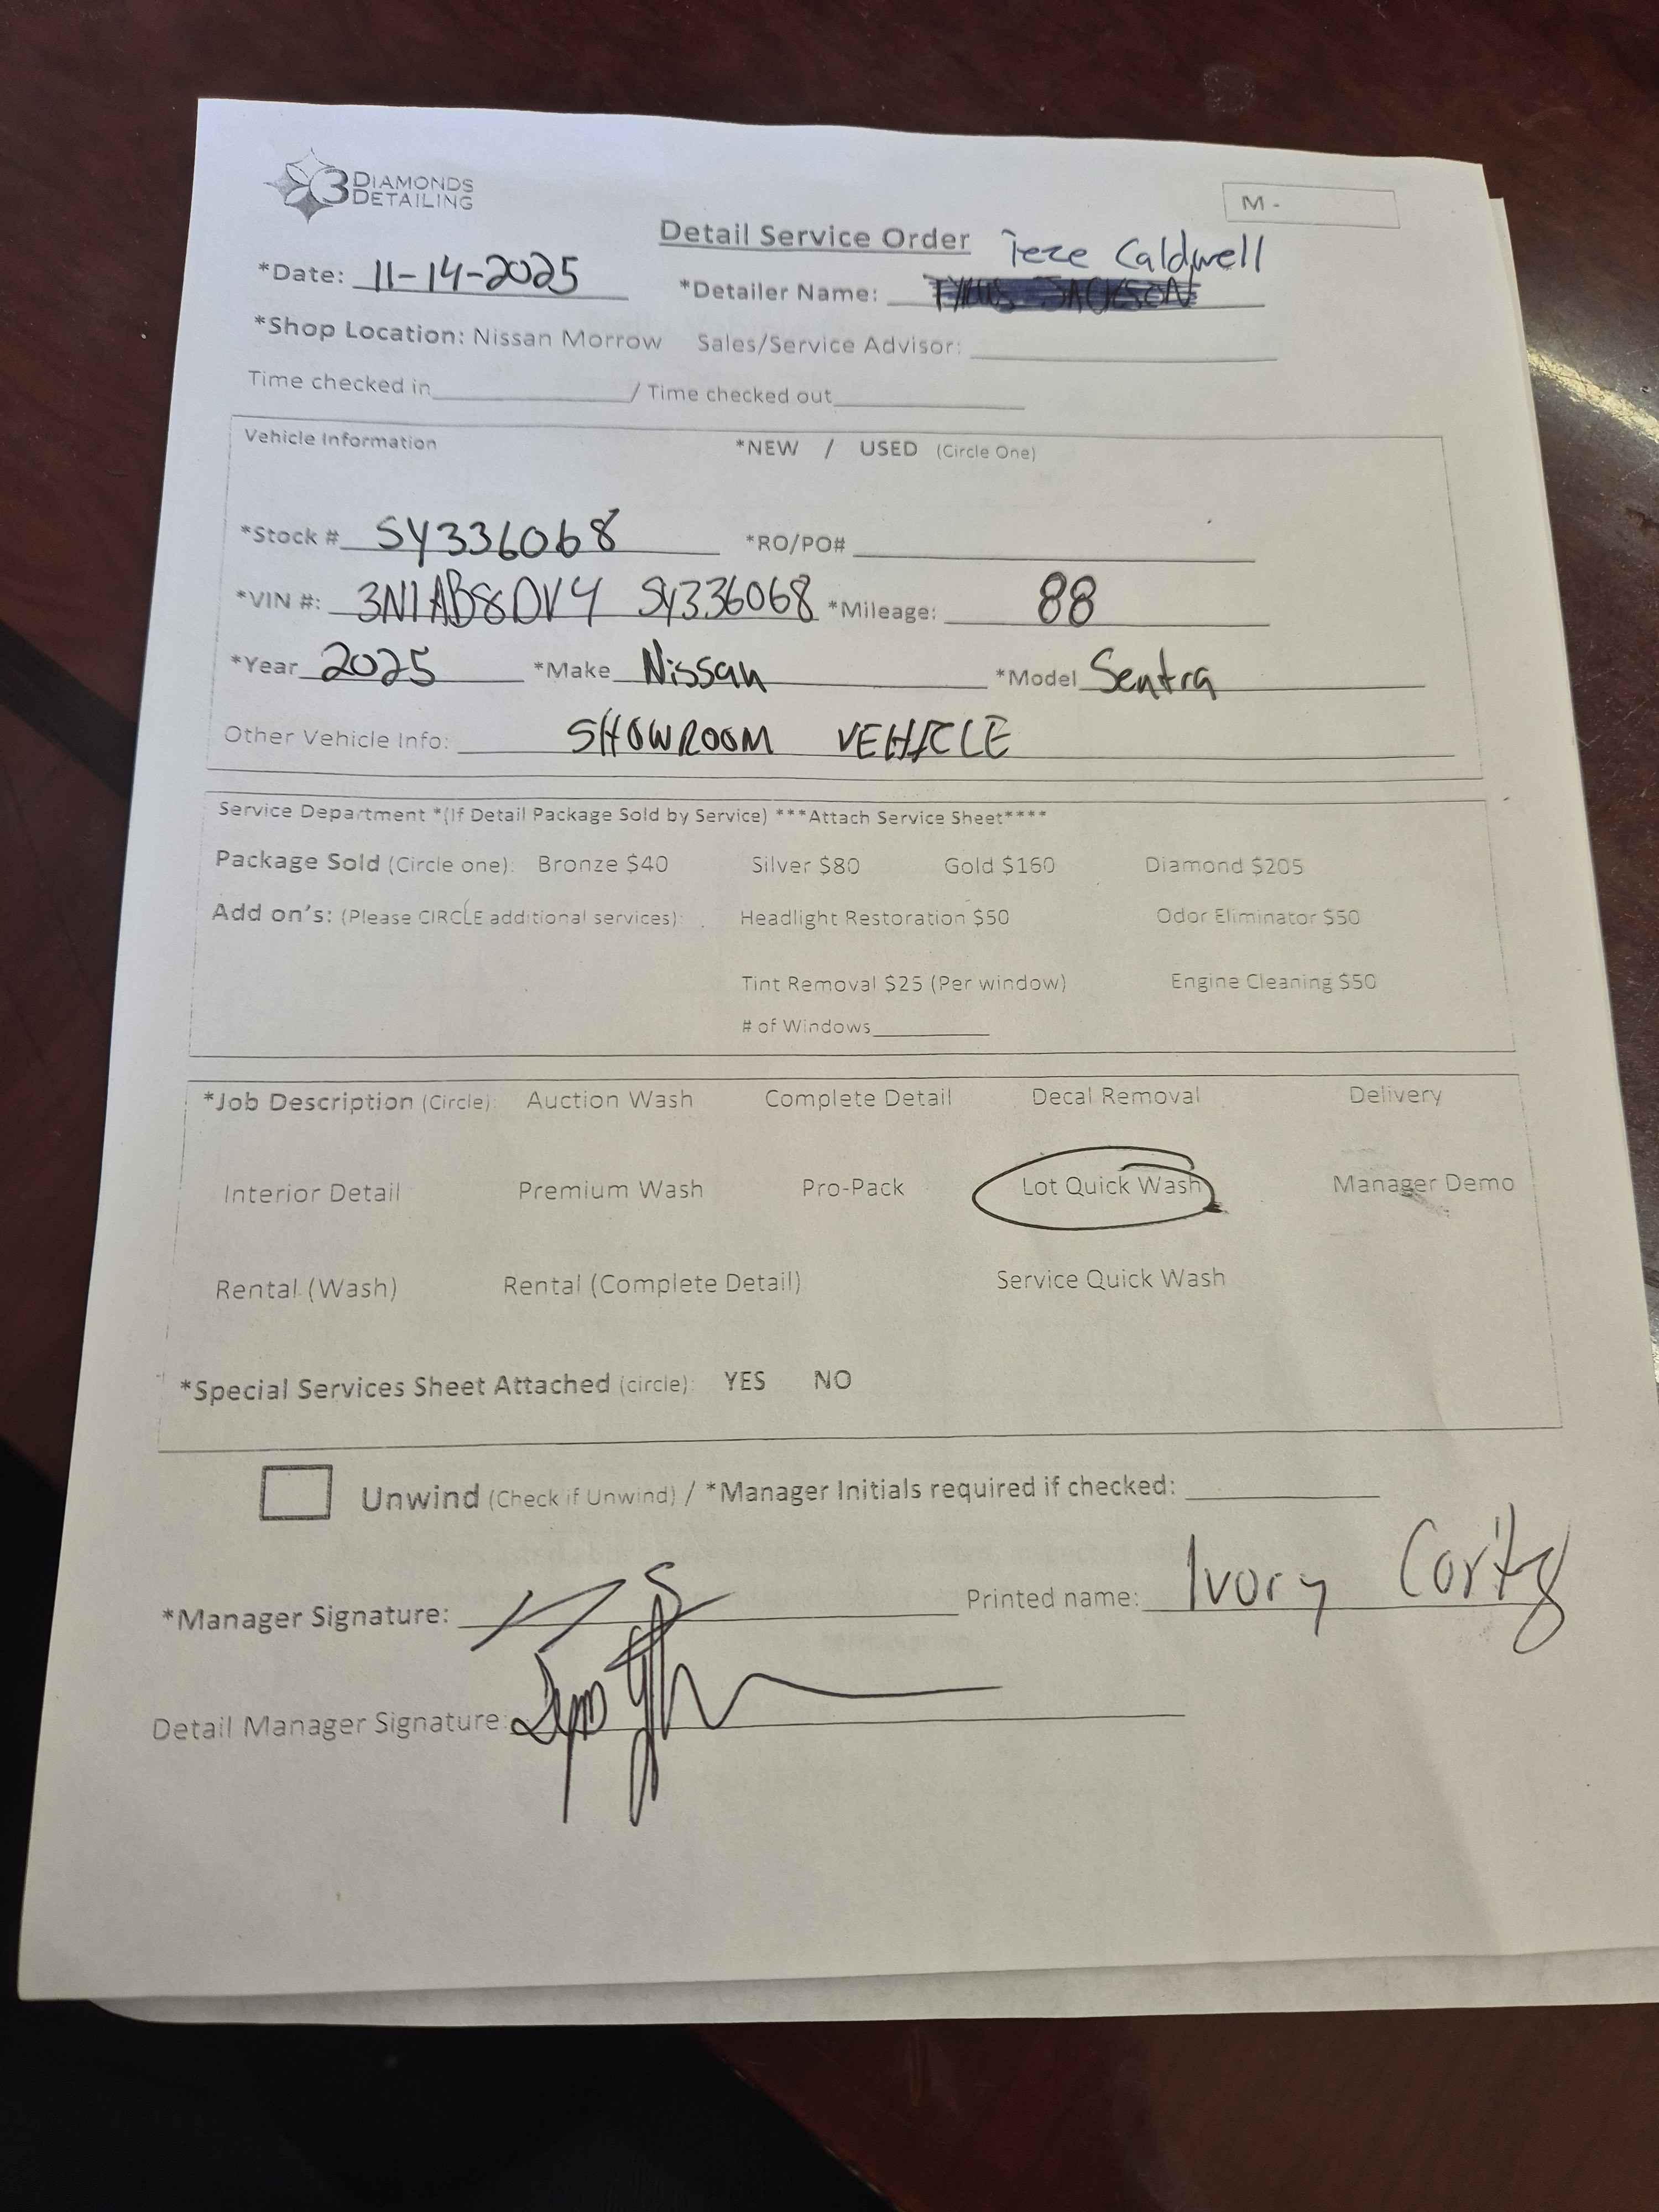 3 DIAMONDS
DETAILING
M -
Detail Service Order
Caldwell
*Date: 11-14-2025 *Detailer Name: JACKSON
*Shop Location: Nissan Morrow Sales/Service Advisor:
Time checked in / Time checked out
Vehicle Information *NEW / USED (Circle One)
*Stock # SY336068 *RO/PO#
*VIN #: 3N1AB8DV4 SY336068 *Mileage: 88
*Year 2025 *Make Nissan *Model Sentra
Other Vehicle Info: SHOWROOM VEHICLE
Service Department *(If Detail Package Sold by Service) ***Attach Service Sheet****
Package Sold (Circle one): Bronze $40 Silver $80 Gold $160 Diamond $205
Add on's: (Please CIRCLE additional services): Headlight Restoration $50 Odor Eliminator $50
Tint Removal $25 (Per window) Engine Cleaning $50
# of Windows
*Job Description (Circle): Auction Wash Complete Detail Decal Removal Delivery
Interior Detail Premium Wash Pro-Pack Lot Quick Wash Manager Demo
Rental (Wash) Rental (Complete Detail) Service Quick Wash
*Special Services Sheet Attached (circle): YES NO
Unwind (Check if Unwind) / *Manager Initials required if checked:
*Manager Signature: Printed name: Ivory
Detail Manager Signature: